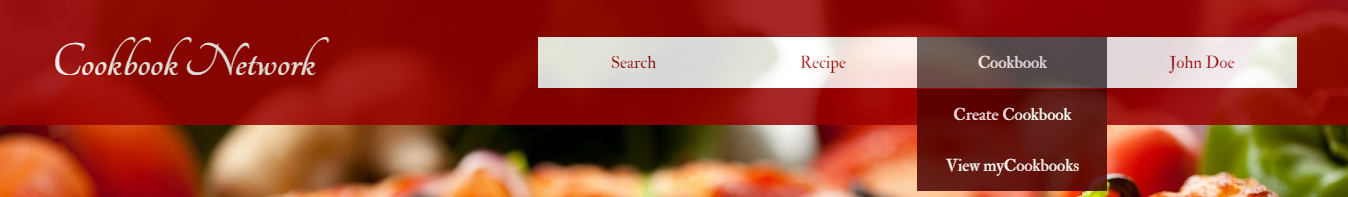 Cookbook Network
Search Recipe Cookbook John Doe
Create Cookbook
View myCookbooks